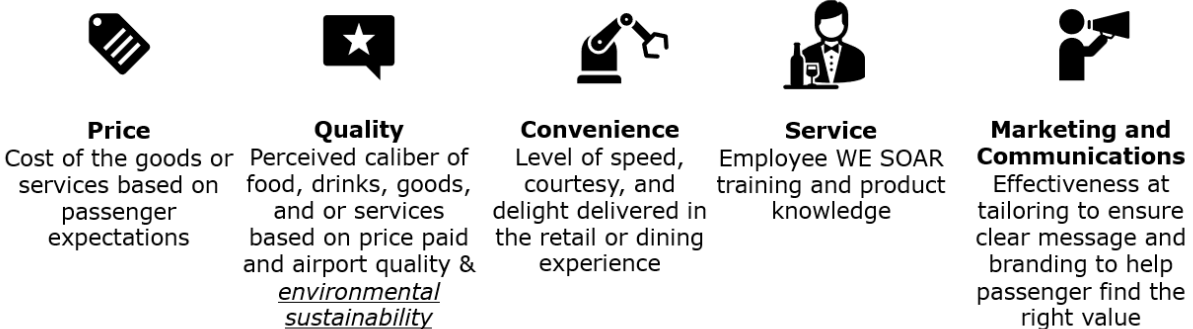 Price
Cost of the goods or
services based on
passenger
expectations
Quality
Perceived caliber of
food, drinks, goods,
and or services
based on price paid
and airport quality &
environmental
sustainability
Convenience
Level of speed,
courtesy, and
delight delivered in
the retail or dining
experience
Service
Employee WE SOAR
training and product
knowledge
Marketing and
Communications
Effectiveness at
tailoring to ensure
clear message and
branding to help
passenger find the
right value